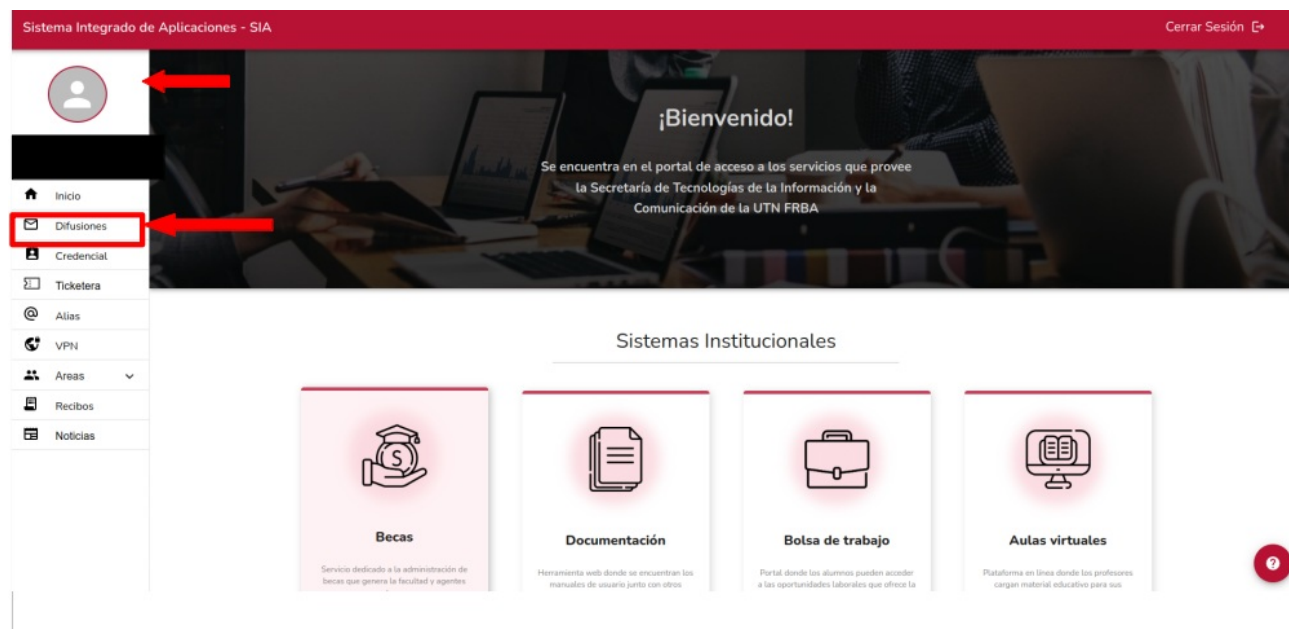 Sistema Integrado de Aplicaciones - SIA
Cerrar Sesión
¡Bienvenido!
Se encuentra en el portal de acceso a los servicios que provee
la Secretaría de Tecnologías de la Información y la
Comunicación de la UTN FRBA
Inicio
Difusiones
Credencial
Ticketera
Alias
VPN
Areas
Recibos
Noticias
Sistemas Institucionales
Becas
Servicio dedicado a la administración de
becas que genera la facultad y agentes
Documentación
Herramienta web donde se encuentran los
manuales de usuario junto con otros
Bolsa de trabajo
Portal donde los alumnos pueden acceder
a las oportunidades laborales que ofrece la
Aulas virtuales
Plataforma en línea donde los profesores
cargan material educativo para sus